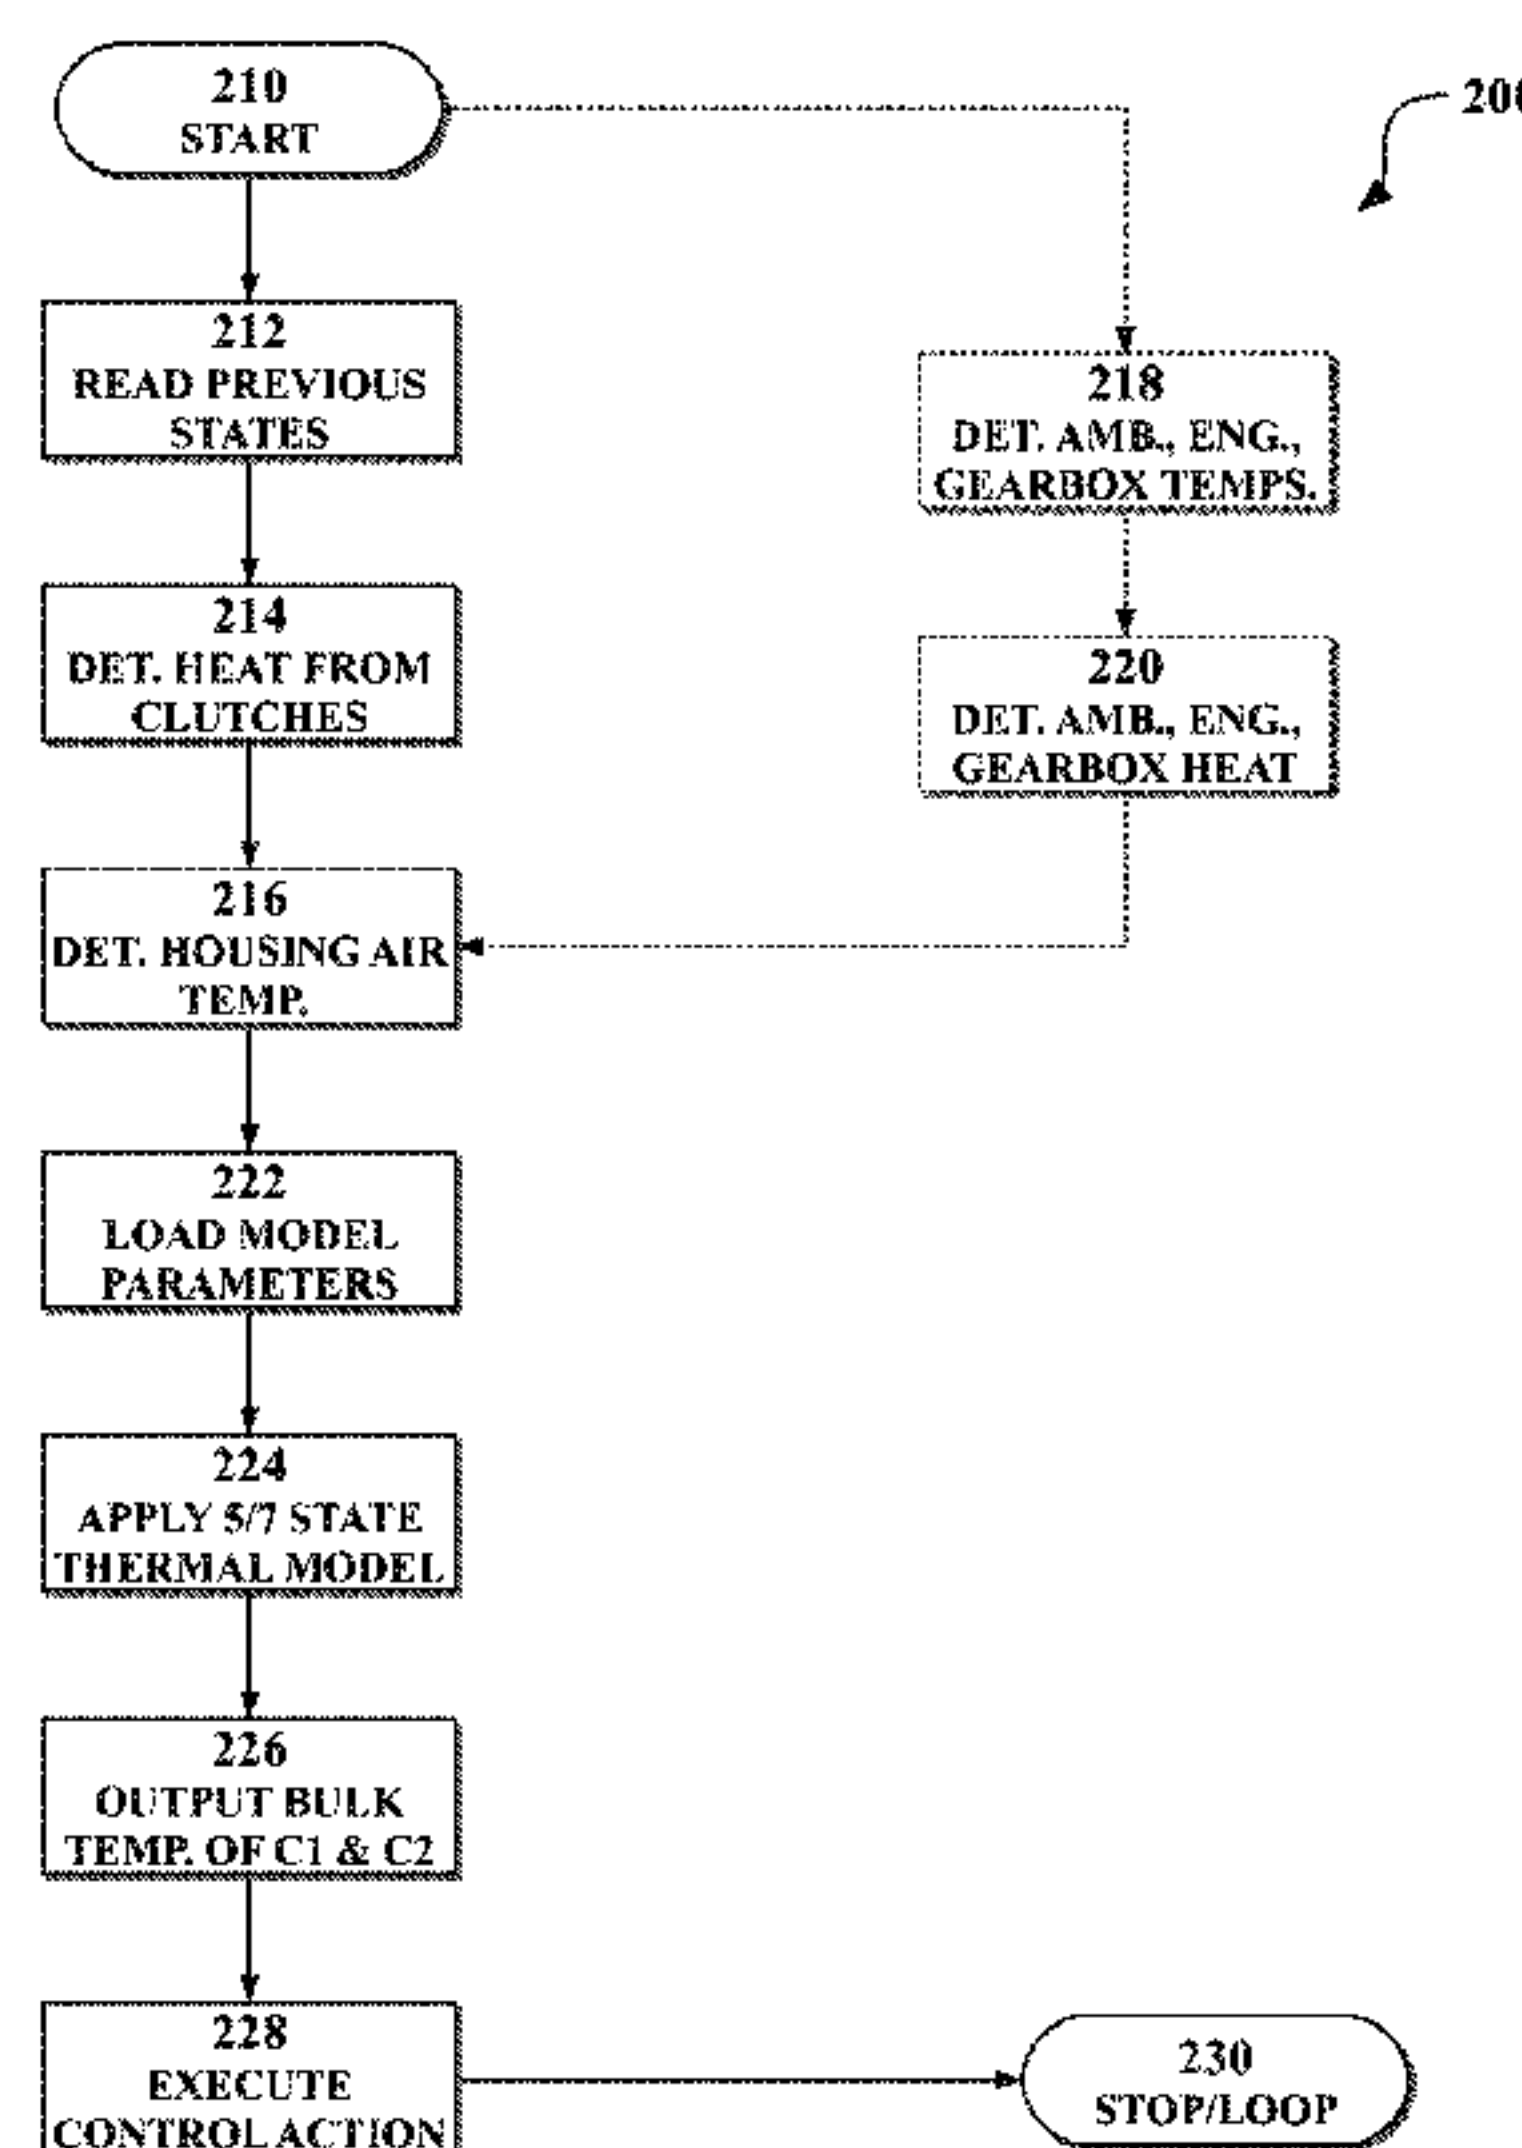 210
START
200
212
READ PREVIOUS
STATES
218
DET. AMB., ENG.,
GEARBOX TEMPS.
214
DET. HEAT FROM
CLUTCHES
220
DET. AMB., ENG.,
GEARBOX HEAT
216
DET. HOUSING AIR
TEMP.
222
LOAD MODEL
PARAMETERS
224
APPLY 5/7 STATE
THERMAL MODEL
226
OUTPUT BULK
TEMP. OF C1 & C2
228
EXECUTE
CONTROL ACTION
230
STOP/LOOP